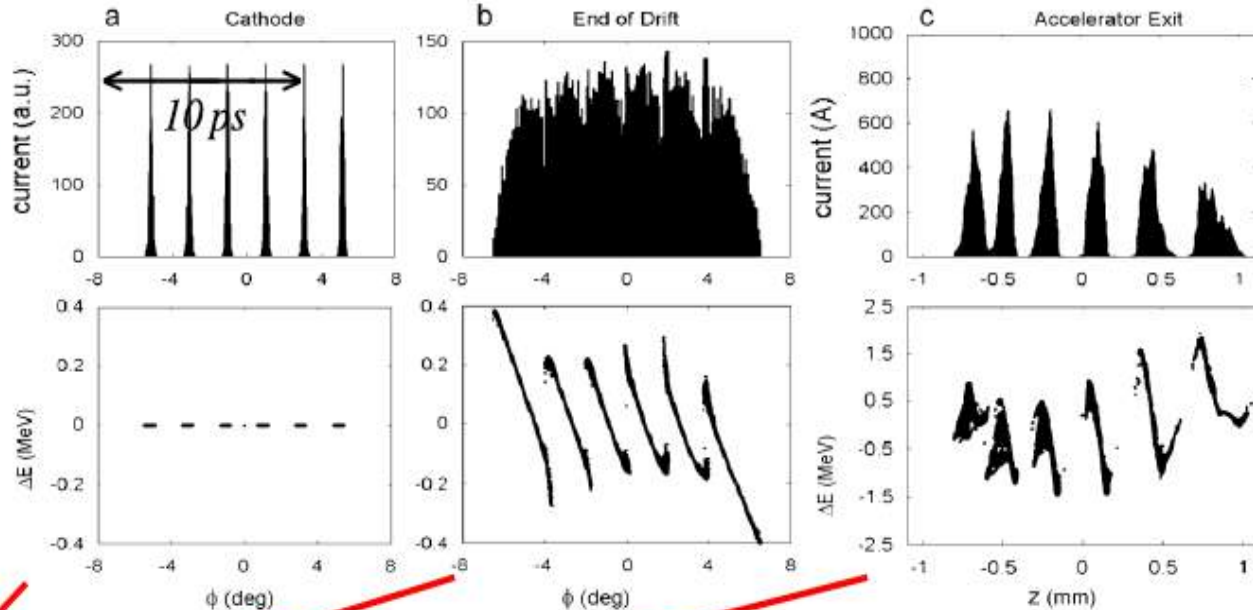 a Cathode
b End of Drift
c Accelerator Exit
current (a.u.)
300
200
100
0
10 ps
-8 -4 0 4 8
150
100
50
0
-8 -4 0 4 8
current (A)
1000
800
600
400
200
0
-1 -0.5 0 0.5 1
ΔE (MeV)
0.4
0.2
0
-0.2
-0.4
-8 -4 0 4 8
ϕ (deg)
0.4
0.2
0
-0.2
-0.4
-8 -4 0 4 8
ϕ (deg)
ΔE (MeV)
2.5
1.5
0.5
-0.5
-1.5
-2.5
-1 -0.5 0 0.5 1
z (mm)